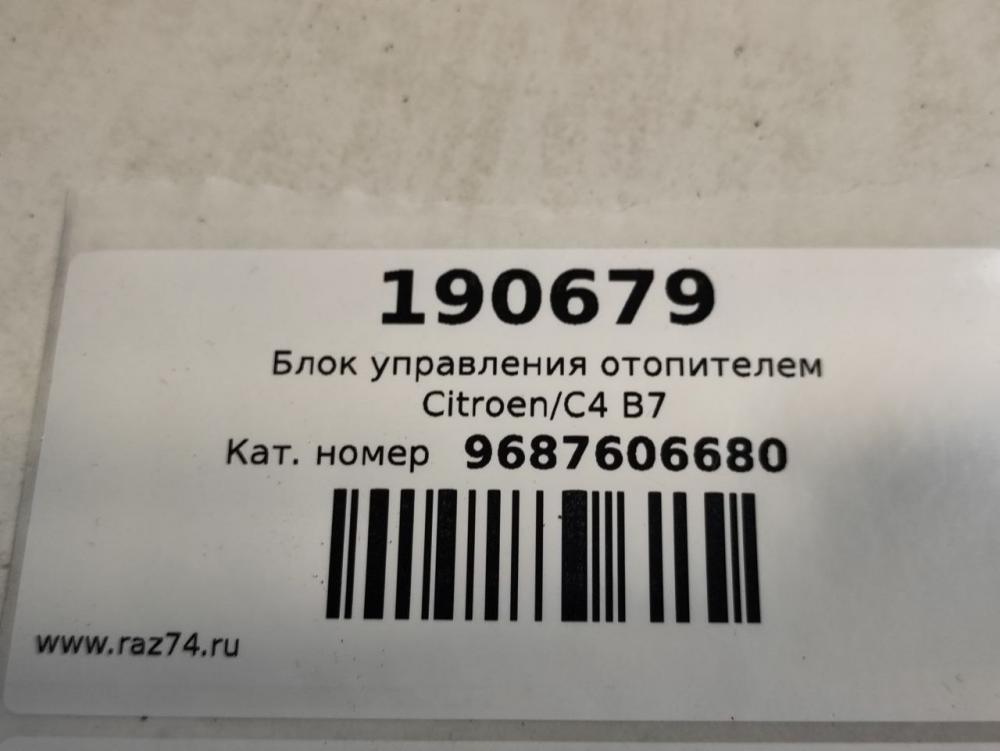 190679
Блок управления отопителем
Citroen/C4 B7
Кат. номер 9687606680
www.raz74.ru